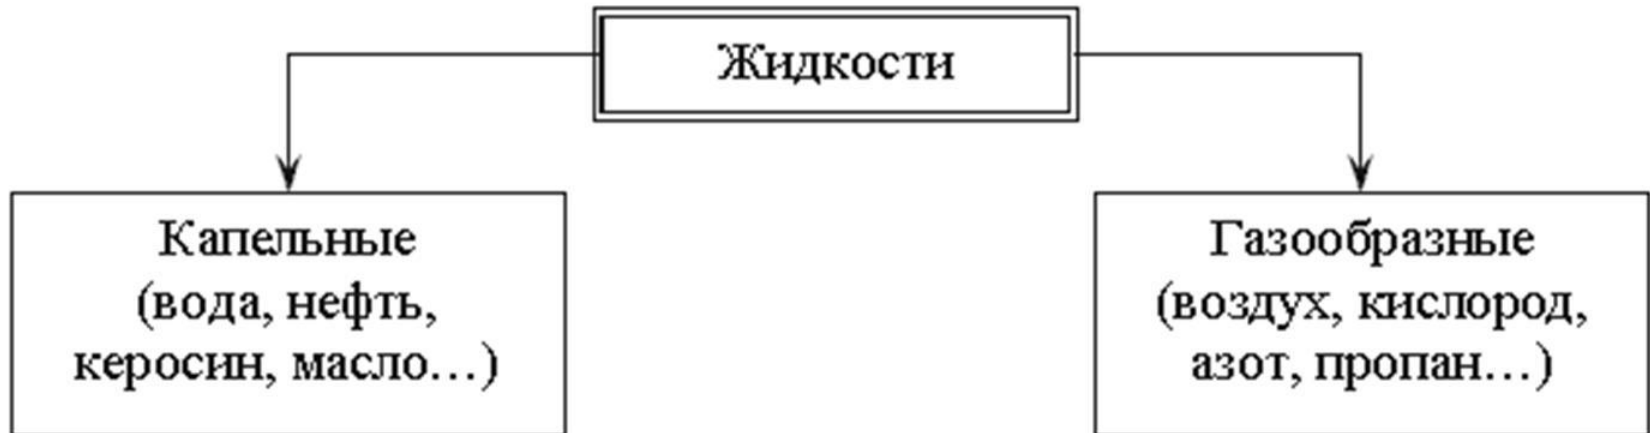 Жидкости
Капельные
(вода, нефть,
керосин, масло…)
Газообразные
(воздух, кислород,
азот, пропан…)